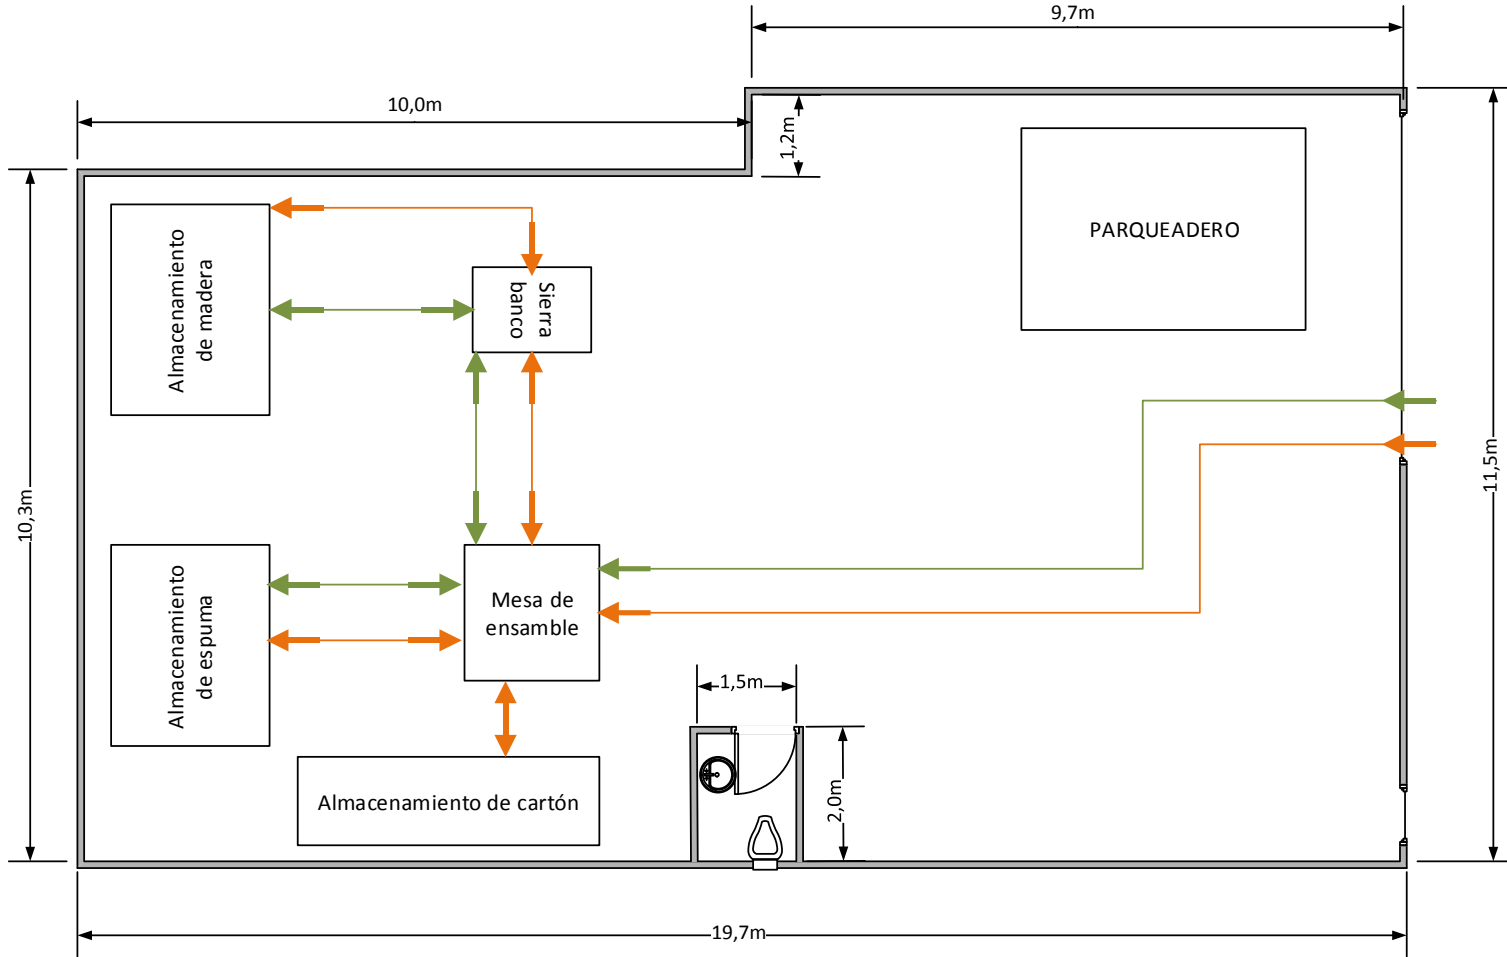 9,7m
10,0m
1,2m
Almacenamiento
de madera
Sierra
banco
PARQUEADERO
10,3m
11,5m
Almacenamiento
de espuma
Mesa de
ensamble
1,5m
Almacenamiento de cartón
2,0m
19,7m